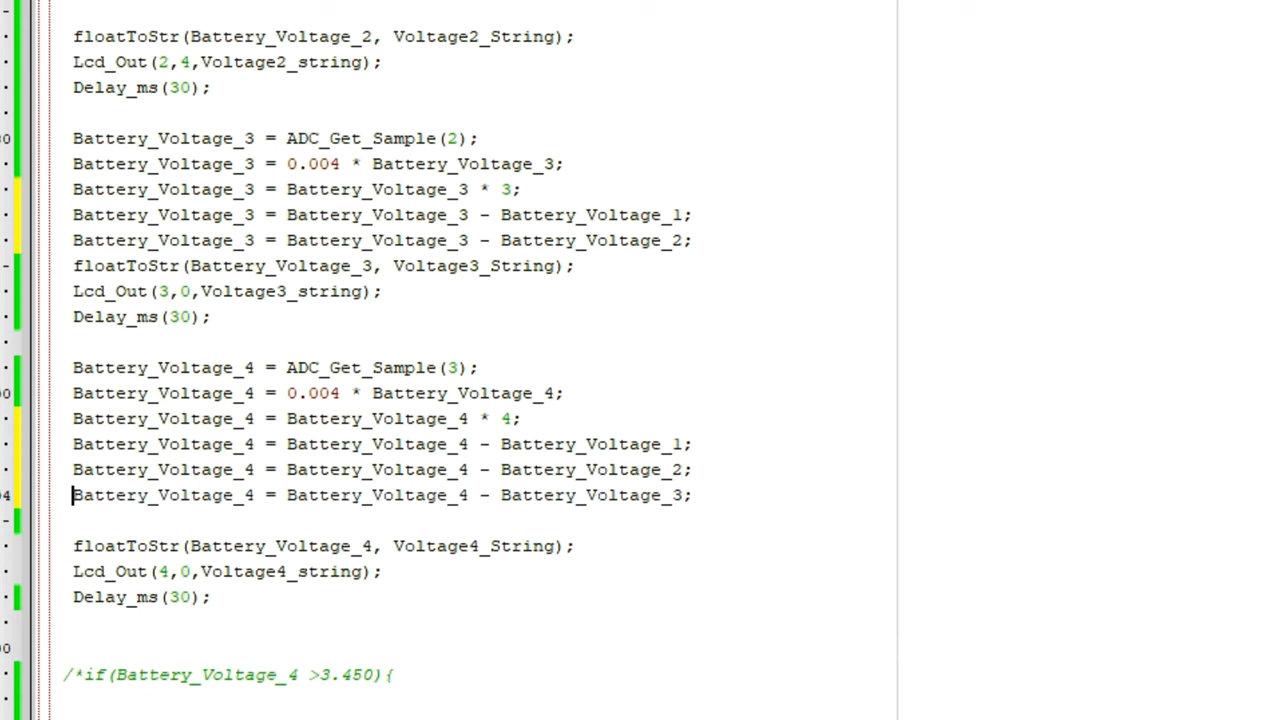 floatToStr(Battery_Voltage_2, Voltage2_String);
Lcd_Out(2,4,Voltage2_string);
Delay_ms(30);
Battery_Voltage_3 = ADC_Get_Sample(2);
Battery_Voltage_3 = 0.004 * Battery_Voltage_3;
Battery_Voltage_3 = Battery_Voltage_3 * 3;
Battery_Voltage_3 = Battery_Voltage_3 - Battery_Voltage_1;
Battery_Voltage_3 = Battery_Voltage_3 - Battery_Voltage_2;
floatToStr(Battery_Voltage_3, Voltage3_String);
Lcd_Out(3,0,Voltage3_string);
Delay_ms(30);
Battery_Voltage_4 = ADC_Get_Sample(3);
Battery_Voltage_4 = 0.004 * Battery_Voltage_4;
Battery_Voltage_4 = Battery_Voltage_4 * 4;
Battery_Voltage_4 = Battery_Voltage_4 - Battery_Voltage_1;
Battery_Voltage_4 = Battery_Voltage_4 - Battery_Voltage_2;
Battery_Voltage_4 = Battery_Voltage_4 - Battery_Voltage_3;
floatToStr(Battery_Voltage_4, Voltage4_String);
Lcd_Out(4,0,Voltage4_string);
Delay_ms(30);
/*if(Battery_Voltage_4 >3.450){